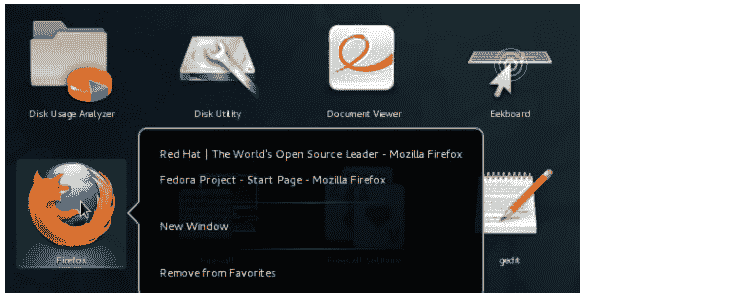 Disk Usage Analyzer
Disk Utility
Document Viewer
Eekboard
Red Hat | The World's Open Source Leader - Mozilla Firefox
Fedora Project - Start Page - Mozilla Firefox
New Window
Remove from Favorites
Firefox
gedit